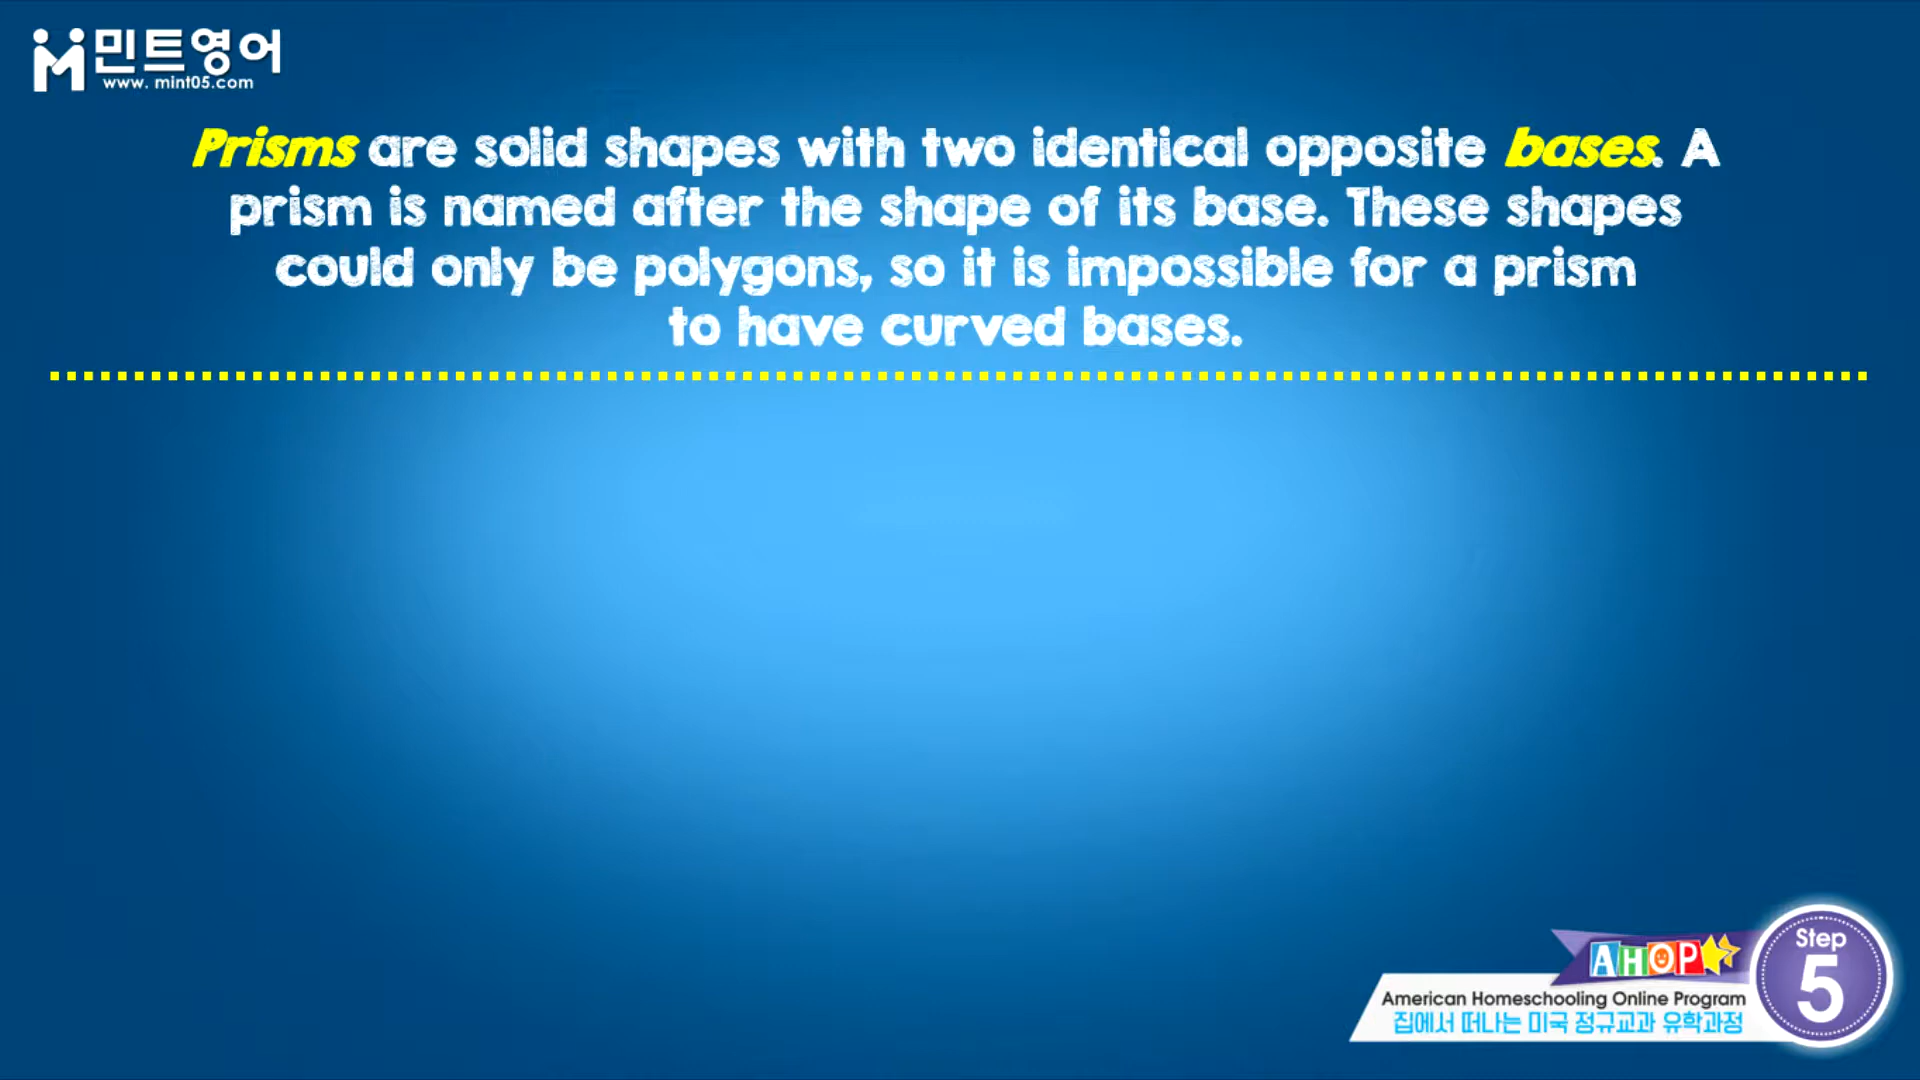 민트영어
www. mint05.com
Prisms are solid shapes with two identical opposite bases. A
prism is named after the shape of its base. These shapes
could only be polygons, so it is impossible for a prism
to have curved bases.
AHOP
Step
5
American Homeschooling Online Program
집에서 떠나는 미국 정규교과 유학과정